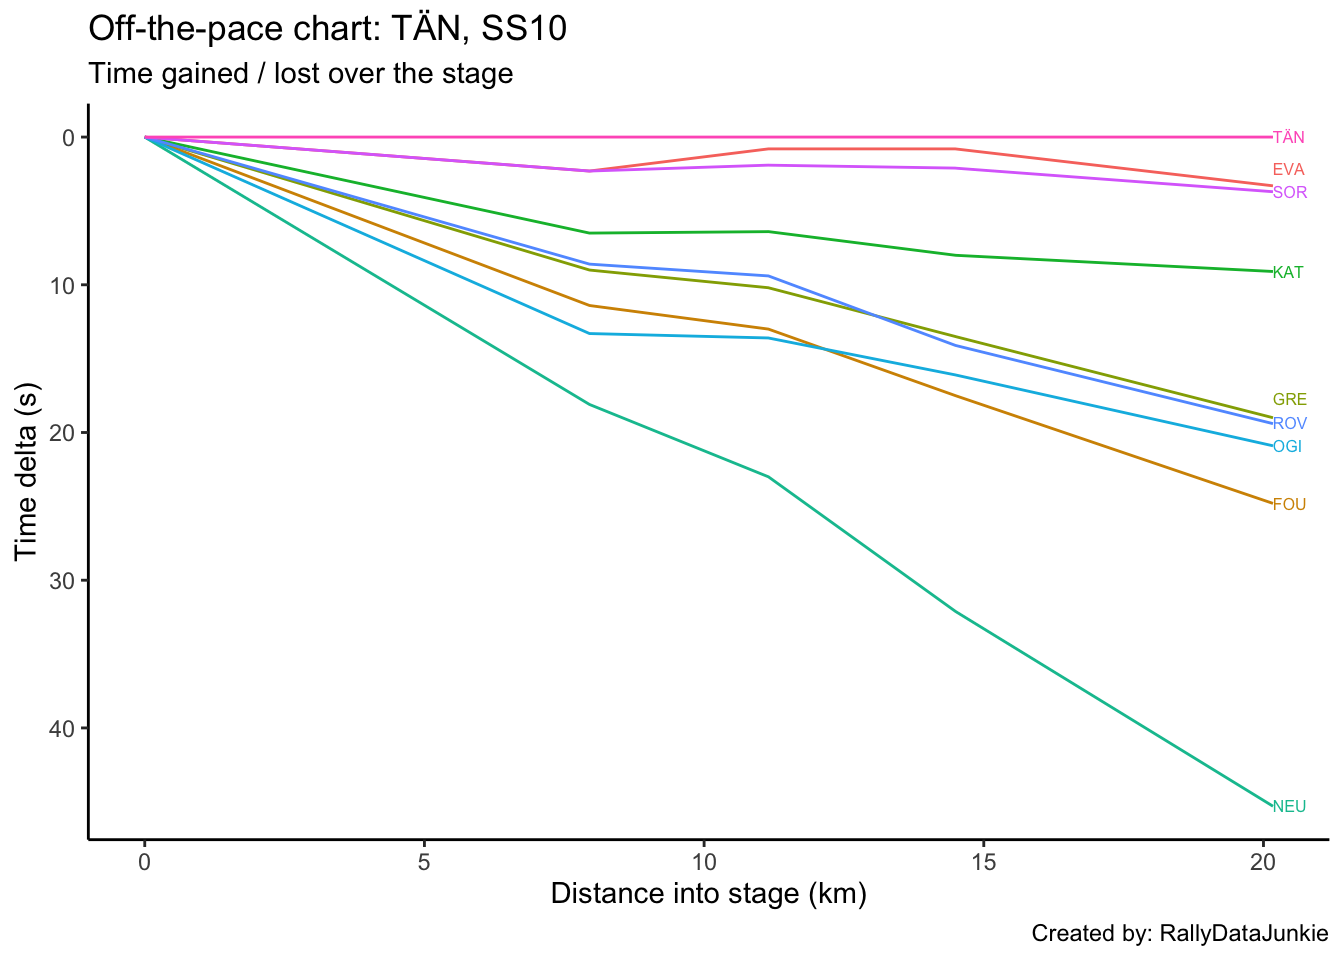 Off-the-pace chart: TÄN, SS10
Time gained / lost over the stage
Time delta (s)
0
10
20
30
40
TÄN
EVA
SOR
KAT
GRE
ROV
OGI
FOU
NEU
0 5 10 15 20
Distance into stage (km)
Created by: RallyDataJunkie